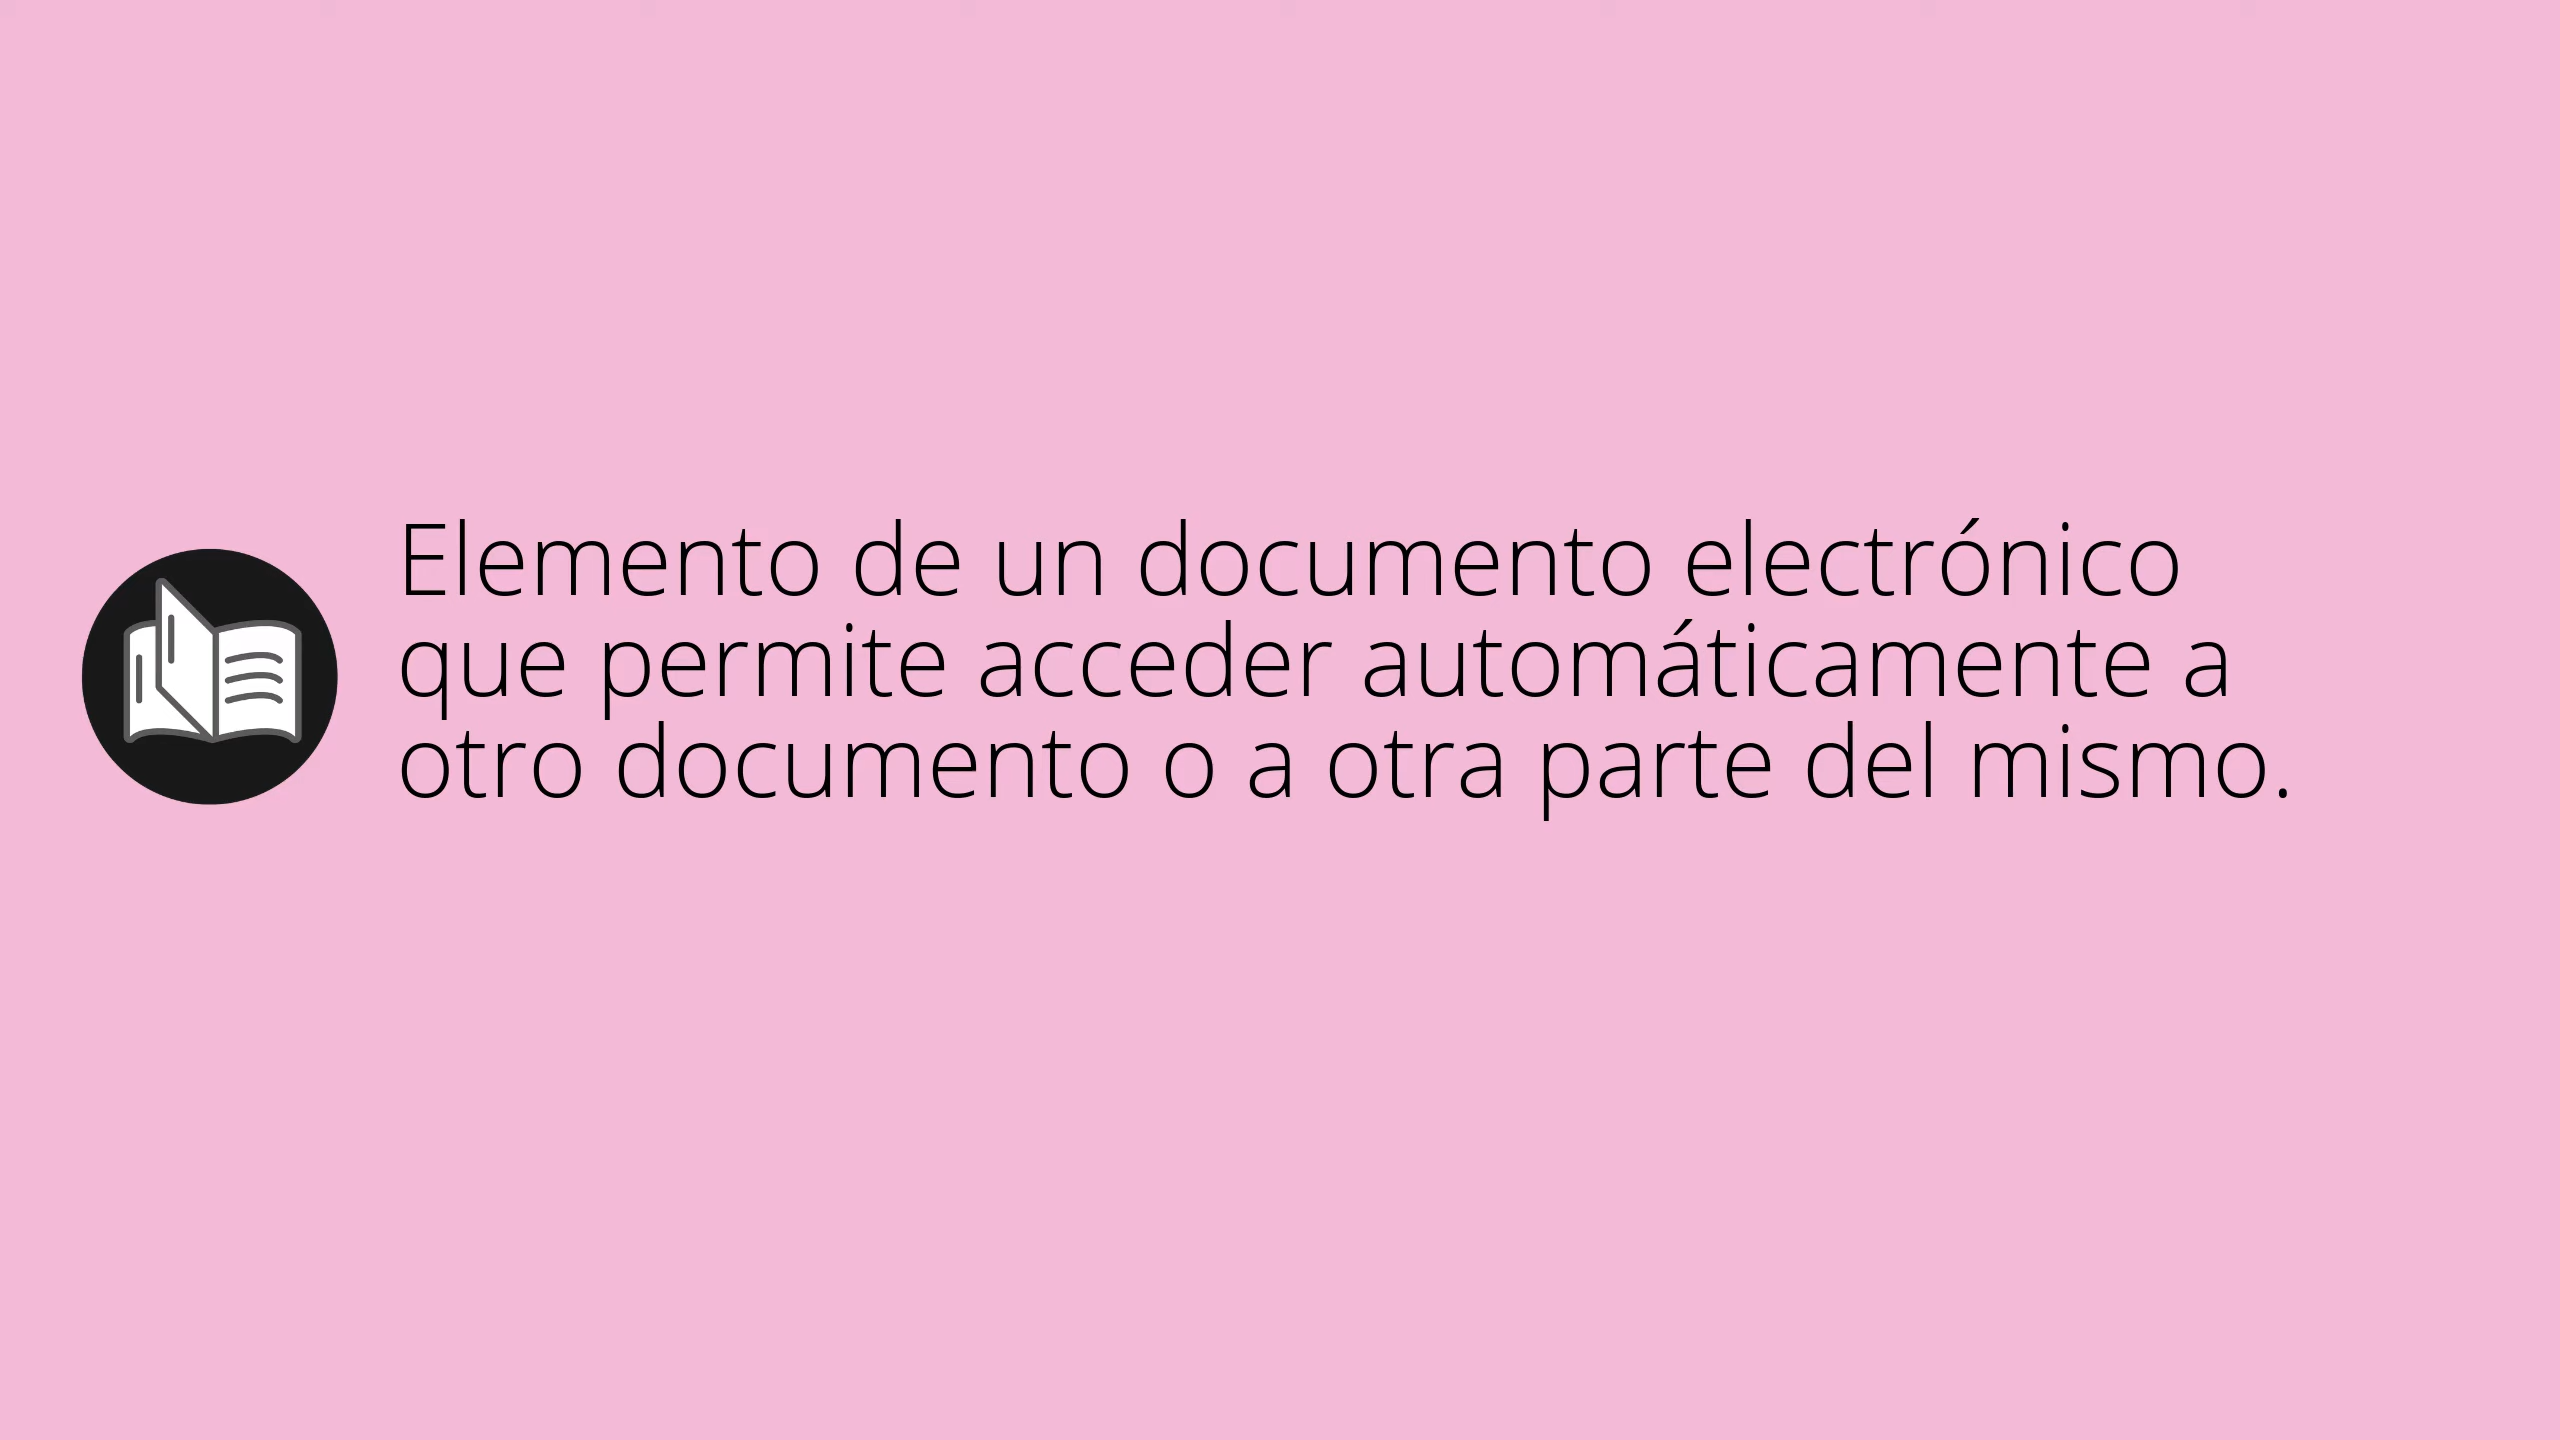 Elemento de un documento electrónico
que permite acceder automáticamente a
otro documento o a otra parte del mismo.